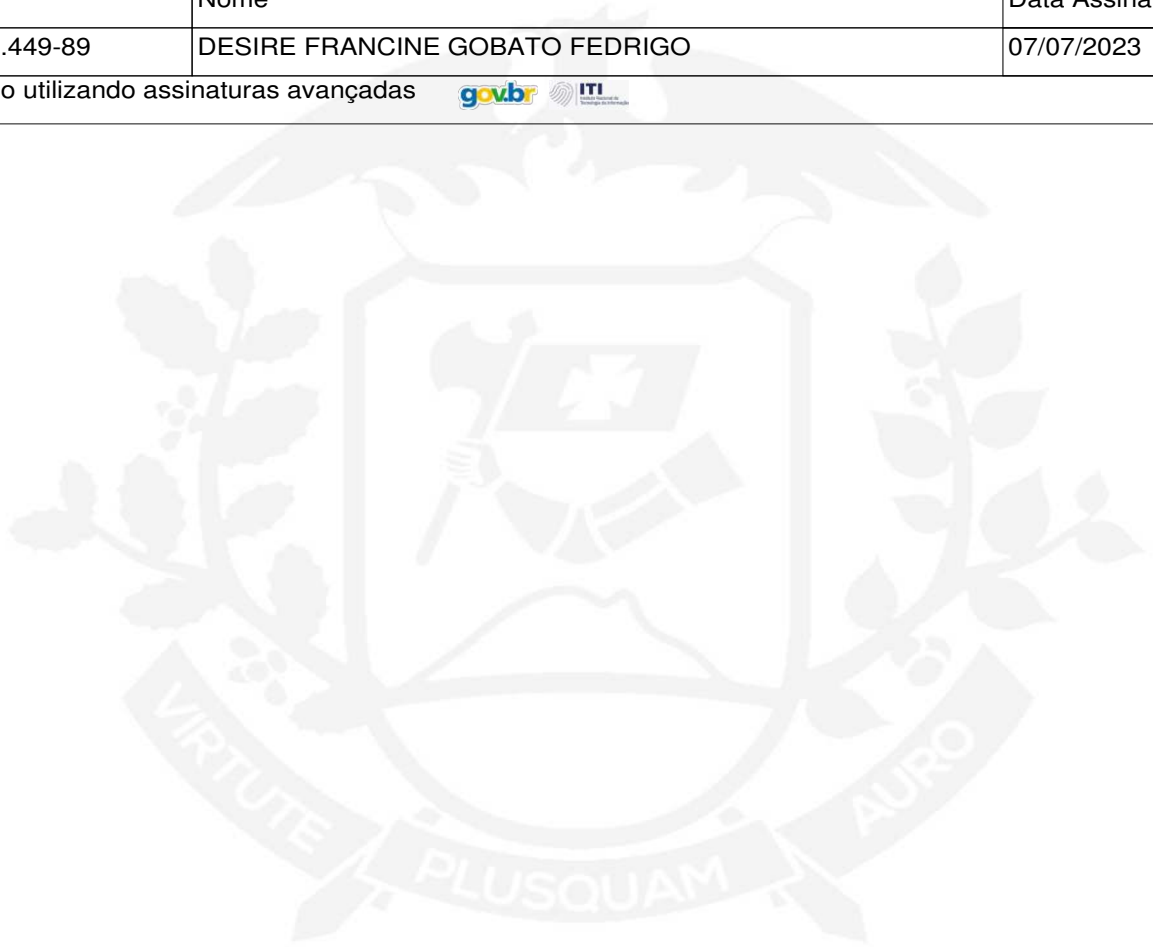 Nome Data Assina
.449-89 DESIRE FRANCINE GOBATO FEDRIGO 07/07/2023
o utilizando assinaturas avançadas gov.br ITI
VIRTUTE PLUSQUAM AURO